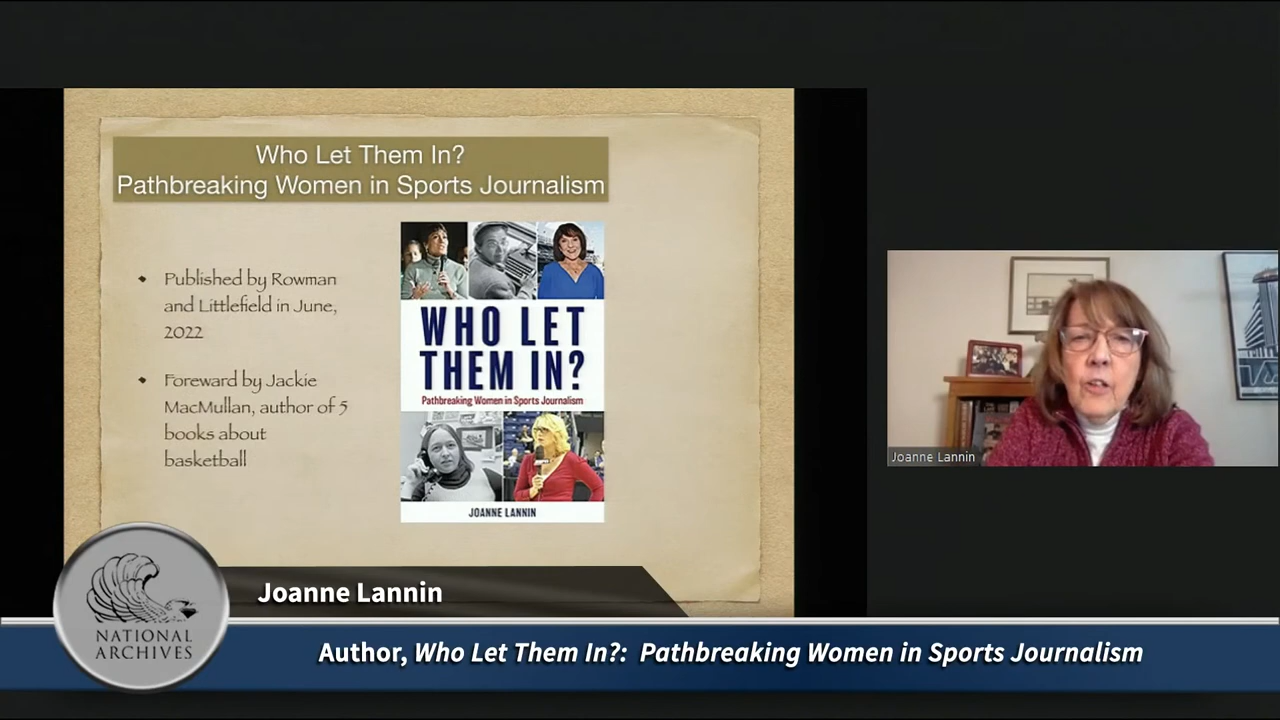 Who Let Them In?
Pathbreaking Women in Sports Journalism
Published by Rowman
and Littlefield in June,
2022
Foreward by Jackie
MacMullan, author of 5
books about
basketball
WHO LET
THEM IN?
Pathbreaking Women in Sports Journalism
JOANNE LANNIN
Joanne Lannin
Joanne Lannin
NATIONAL
ARCHIVES
Author, Who Let Them In?: Pathbreaking Women in Sports Journalism